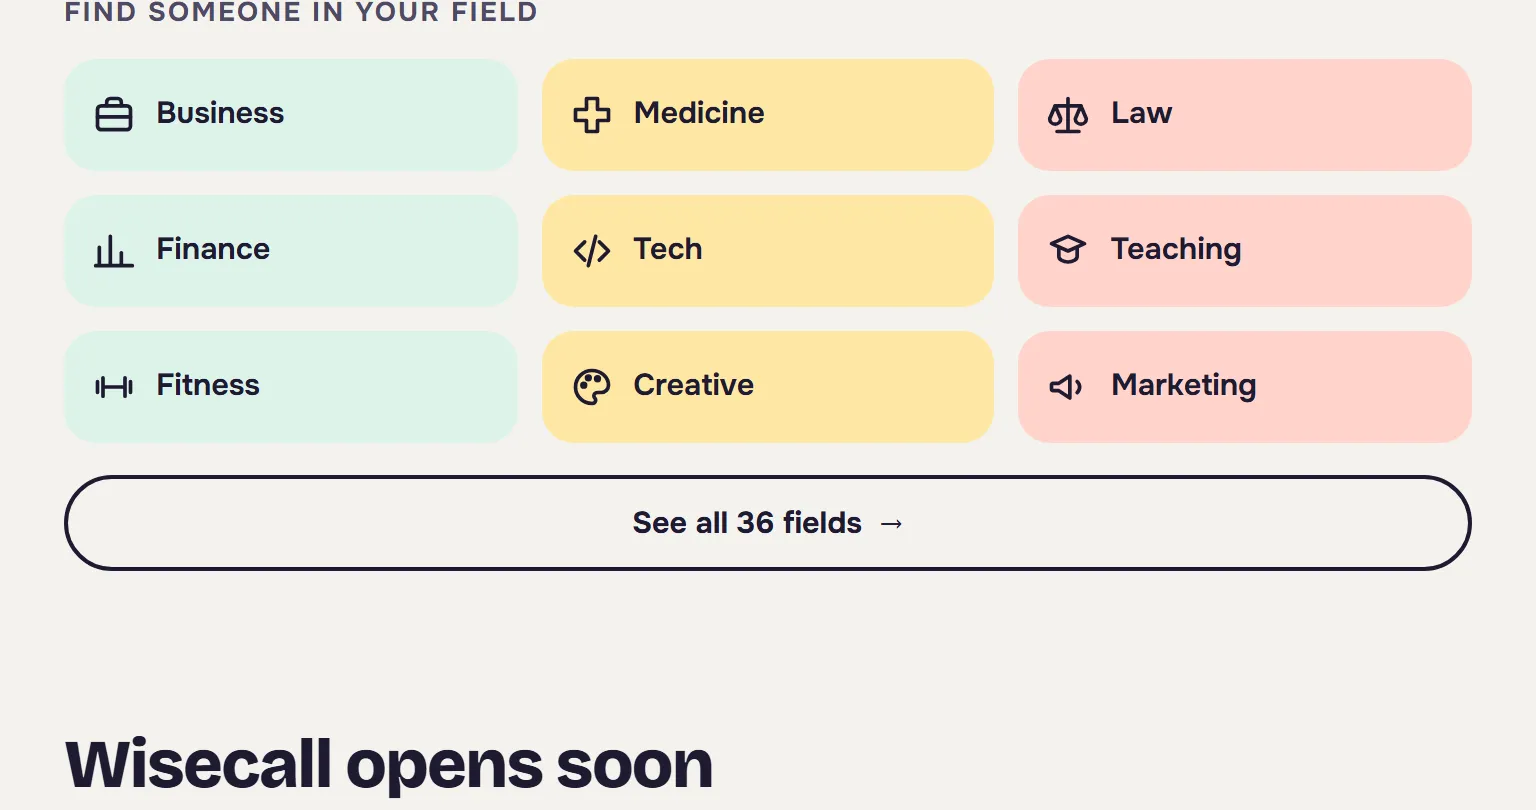 FIND SOMEONE IN YOUR FIELD
Business
Medicine
Law
Finance
Tech
Teaching
Fitness
Creative
Marketing
See all 36 fields →
Wisecall opens soon